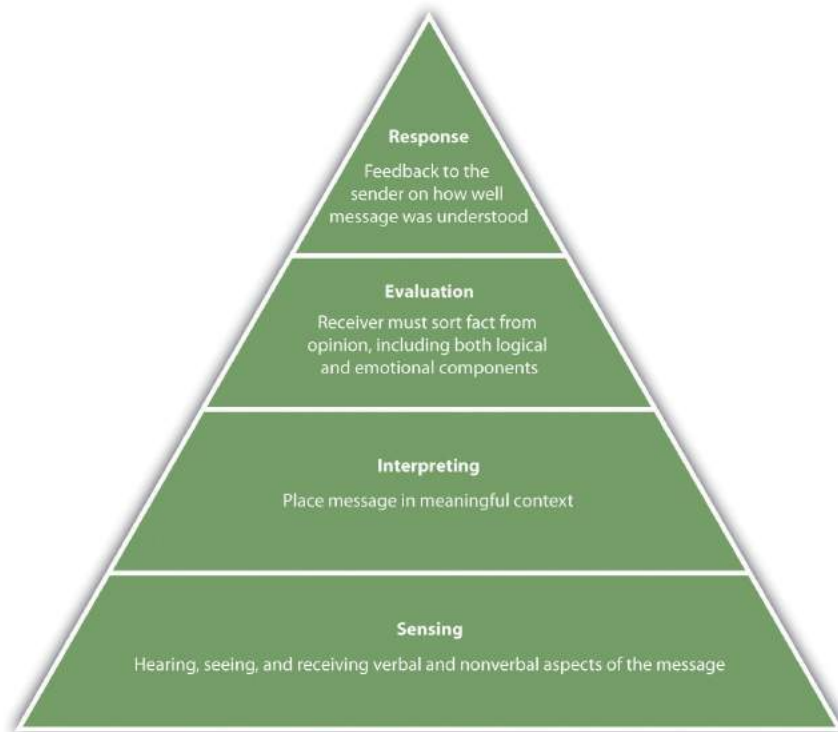 Response
Feedback to the
sender on how well
message was understood
Evaluation
Receiver must sort fact from
opinion, including both logical
and emotional components
Interpreting
Place message in meaningful context
Sensing
Hearing, seeing, and receiving verbal and nonverbal aspects of the message